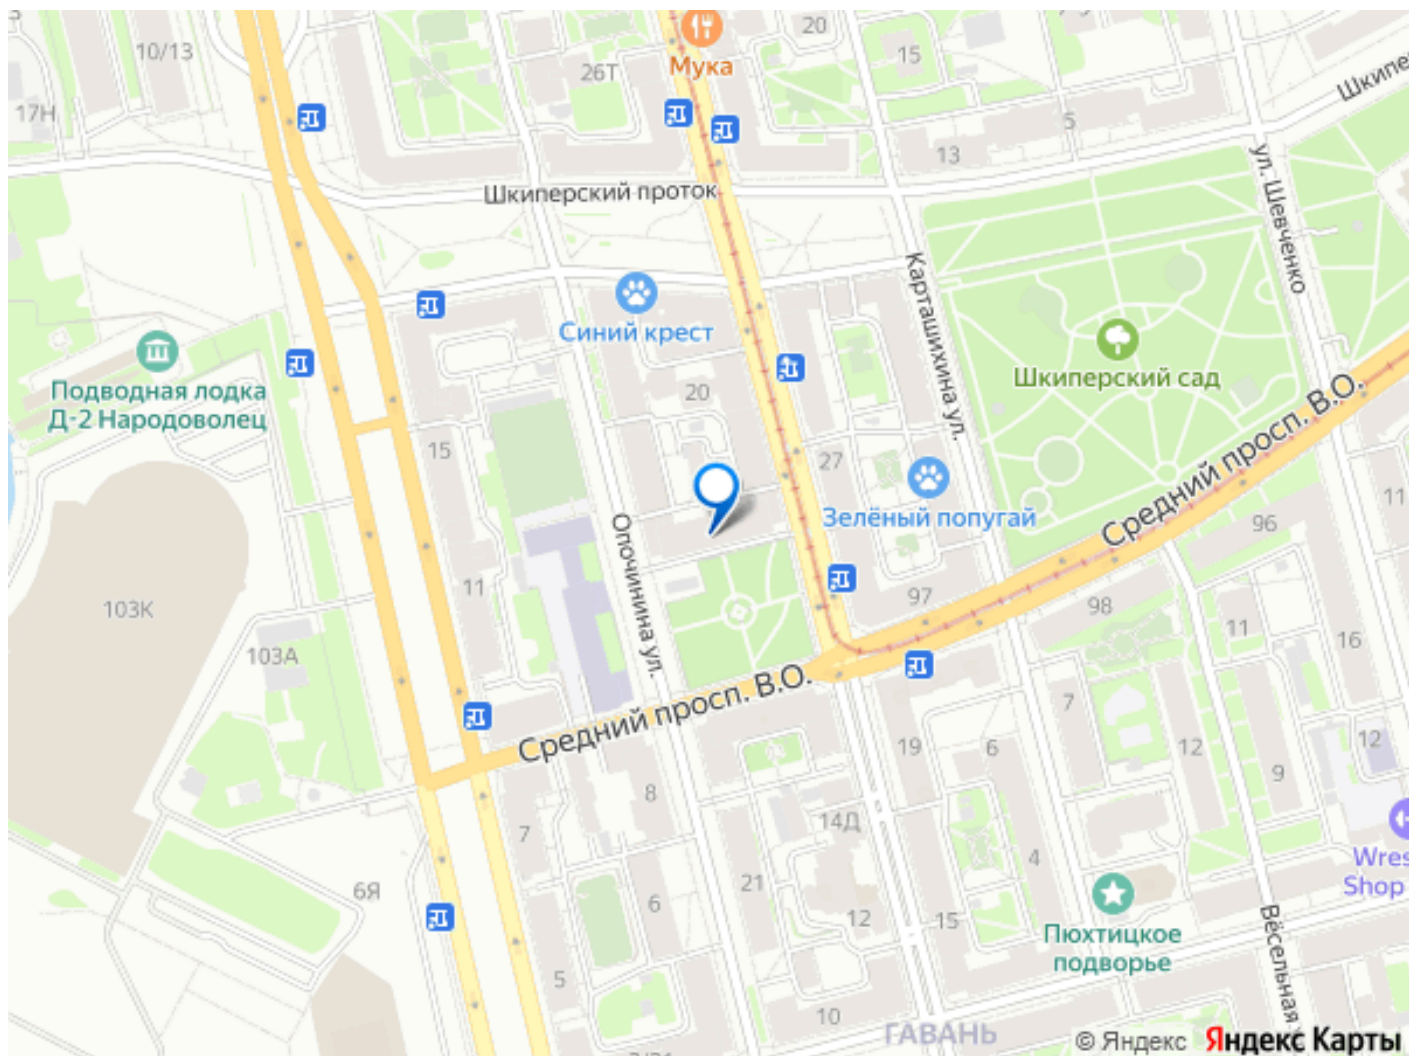 20
10/13
Мука
26Т
15
17Н
5
13
Шкиперский проток
ул. Шевченко
Карташихина ул.
Синий крест
Подводная лодка
Д-2 Народоволец
Шкиперский сад
20
15
27
Средний просп. В.О.
Зелёный попугай
11
96
Опочинина ул.
11
97
98
103К
103А
11
16
7
Средний просп. В.О.
19
6
12
12
9
8
14Д
7
4
Wres
Shop
21
6Я
6
12
15
Пюхтицкое
подворье
Вёсельная
5
10
ГАВАНЬ
© Яндекс Яндекс Карты